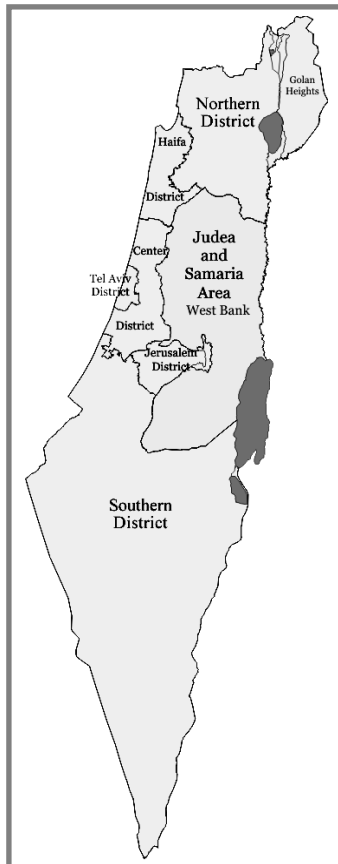 Golan
Heights
Northern
District
Haifa
District
Center
Judea
and
Samaria
Area
West Bank
Tel Aviv
District
District
Jerusalem
District
Southern
District